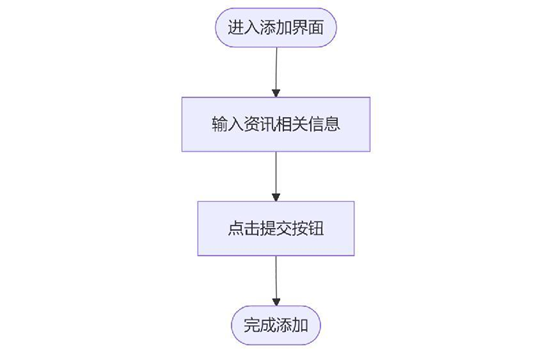 进入添加界面
输入资讯相关信息
点击提交按钮
完成添加